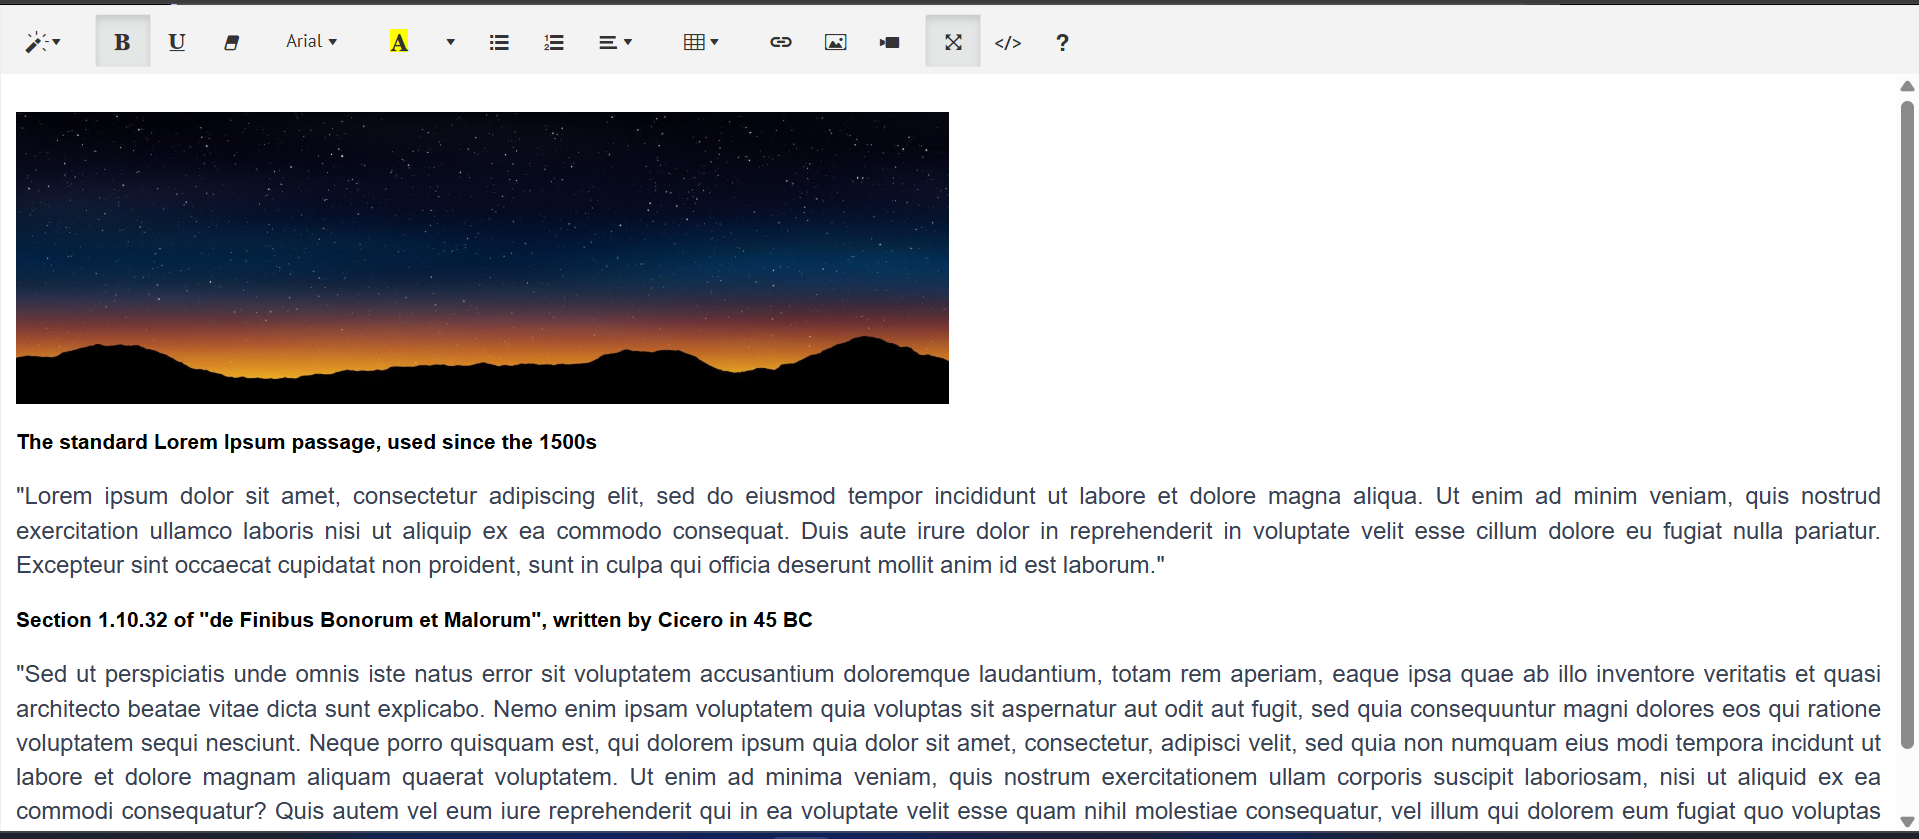 B U Arial A </> ?
The standard Lorem Ipsum passage, used since the 1500s
"Lorem ipsum dolor sit amet, consectetur adipiscing elit, sed do eiusmod tempor incididunt ut labore et dolore magna aliqua. Ut enim ad minim veniam, quis nostrud
exercitation ullamco laboris nisi ut aliquip ex ea commodo consequat. Duis aute irure dolor in reprehenderit in voluptate velit esse cillum dolore eu fugiat nulla pariatur.
Excepteur sint occaecat cupidatat non proident, sunt in culpa qui officia deserunt mollit anim id est laborum."
Section 1.10.32 of "de Finibus Bonorum et Malorum", written by Cicero in 45 BC
"Sed ut perspiciatis unde omnis iste natus error sit voluptatem accusantium doloremque laudantium, totam rem aperiam, eaque ipsa quae ab illo inventore veritatis et quasi
architecto beatae vitae dicta sunt explicabo. Nemo enim ipsam voluptatem quia voluptas sit aspernatur aut odit aut fugit, sed quia consequuntur magni dolores eos qui ratione
voluptatem sequi nesciunt. Neque porro quisquam est, qui dolorem ipsum quia dolor sit amet, consectetur, adipisci velit, sed quia non numquam eius modi tempora incidunt ut
labore et dolore magnam aliquam quaerat voluptatem. Ut enim ad minima veniam, quis nostrum exercitationem ullam corporis suscipit laboriosam, nisi ut aliquid ex ea
commodi consequatur? Quis autem vel eum iure reprehenderit qui in ea voluptate velit esse quam nihil molestiae consequatur, vel illum qui dolorem eum fugiat quo voluptas